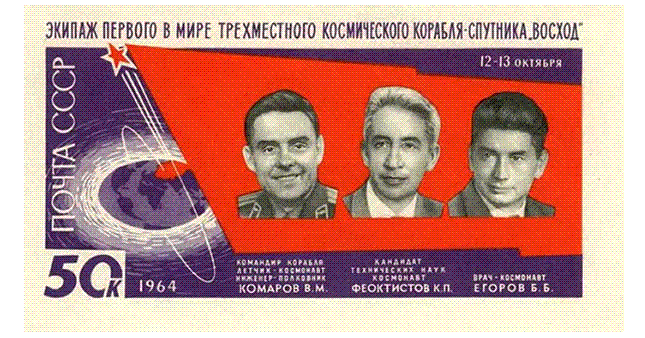 ЭКИПАЖ ПЕРВОГО В МИРЕ ТРЕХМЕСТНОГО КОСМИЧЕСКОГО КОРАБЛЯ-СПУТНИКА „ВОСХОД"
12-13 ОКТЯБРЯ
ПОЧТА СССР
50К
1964
КОМАНДИР КОРАБЛЯ
ЛЕТЧИК-КОСМОНАВТ
ИНЖЕНЕР-ПОЛКОВНИК
КОМАРОВ В.М.
КАНДИДАТ
ТЕХНИЧЕСКИХ НАУК
КОСМОНАВТ
ФЕОКТИСТОВ К.П.
ВРАЧ-КОСМОНАВТ
ЕГОРОВ Б.Б.